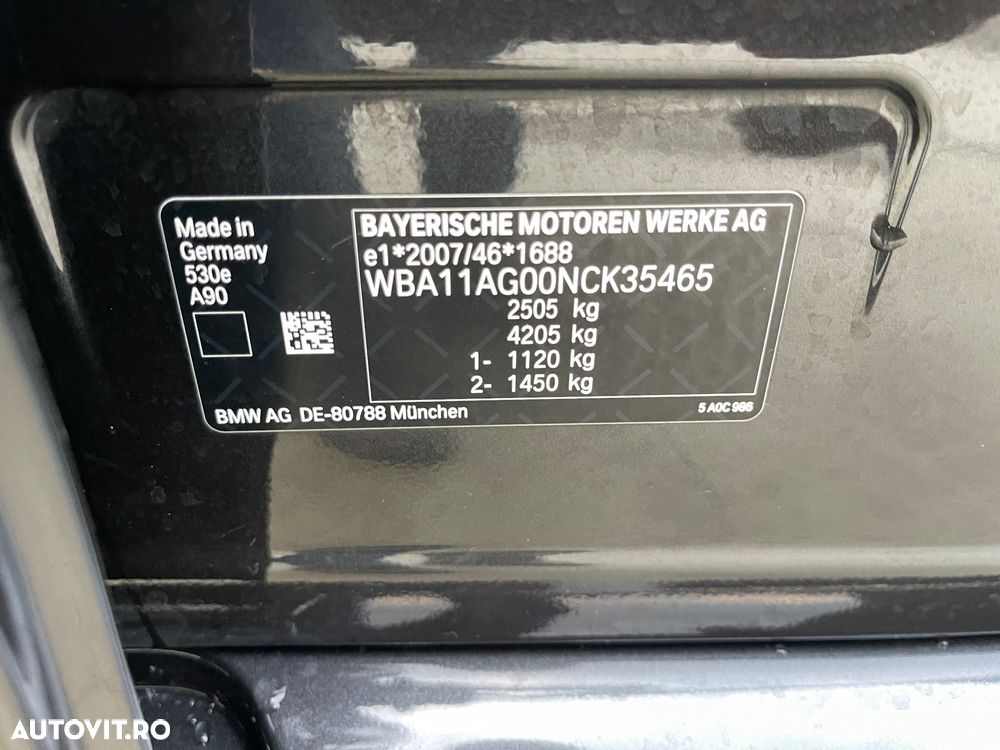 Made in
Germany
530e
A90
BAYERISCHE MOTOREN WERKE AG
e1*2007/46*1688
WBA11AG00NCK35465
2505 kg
4205 kg
1- 1120 kg
2- 1450 kg
BMW AG DE-80788 München
5 A0C 986
AUTOVIT.RO